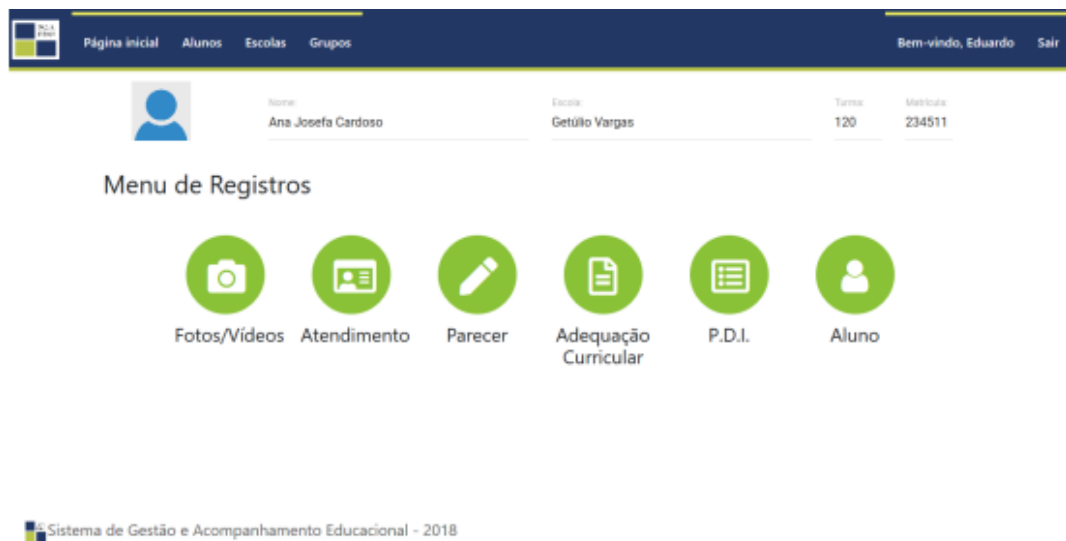 Página inicial Alunos Escolas Grupos Bem-vindo, Eduardo Sair
Nome: Escola: Turma: Matrícula:
Ana Josefa Cardoso Getúlio Vargas 120 234511
Menu de Registros
Fotos/Vídeos Atendimento Parecer Adequação P.D.I. Aluno
Curricular
Sistema de Gestão e Acompanhamento Educacional - 2018